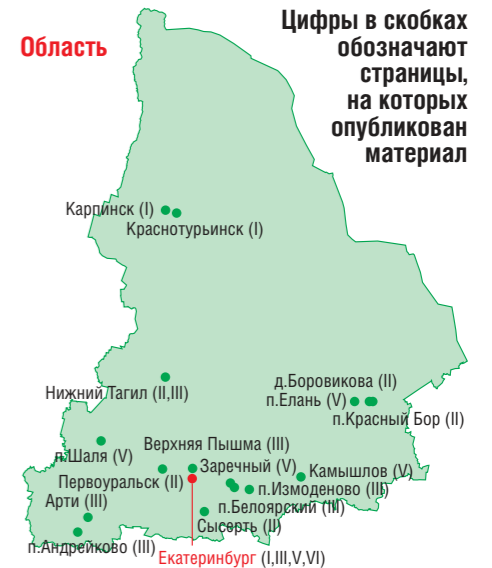 Область
Цифры в скобках
обозначают
страницы,
на которых
опубликован
материал
Карпинск (I)
Краснотурьинск (I)
Нижний Тагил (II,III)
д.Боровикова (II)
п.Елань (V)
п.Красный Бор (II)
п.Шаля (V)
Верхняя Пышма (III)
Заречный (V)
Камышлов (V)
Первоуральск (II)
п.Измоденово (III)
Арти (III)
п.Белоярский (III)
Сысерть (II)
п.Андрейково (III)
Екатеринбург (I,III,V,VI)